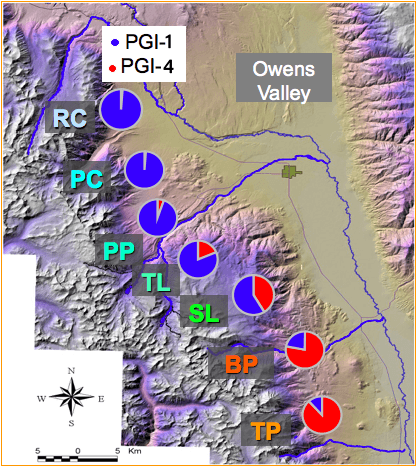 PGI-1
PGI-4
Owens
Valley
RC
PC
PP
TL
SL
BP
TP
N
W E
S
5 0 5 Km